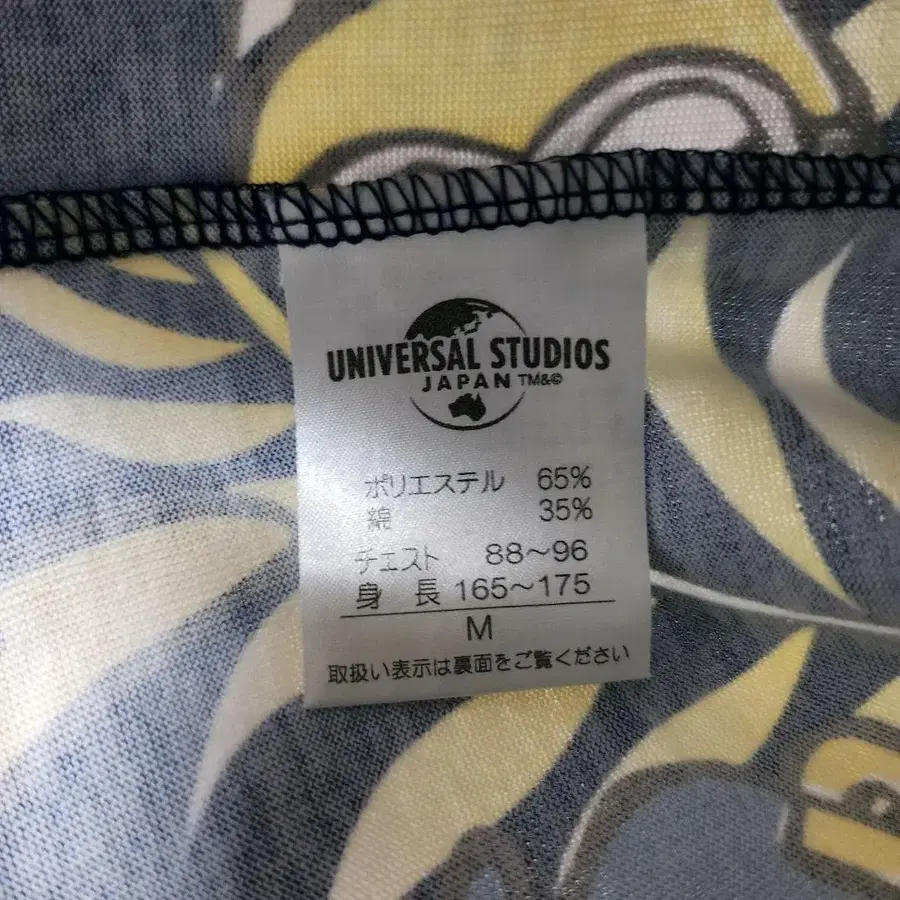 UNIVERSAL STUDIOS
JAPAN TM&©
ポリエステル 65%
綿 35%
チェスト 88~96
身 長 165~175
M
取扱い表示は裏面をご覧ください